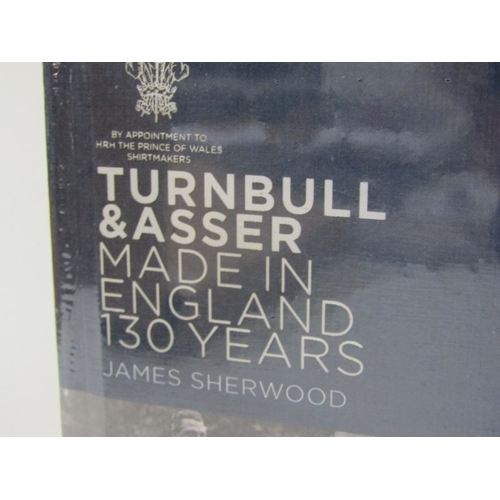 BY APPOINTMENT TO
HRH THE PRINCE OF WALES
SHIRTMAKERS
TURNBULL
&ASSER
MADE IN
ENGLAND
130 YEARS
JAMES SHERWOOD